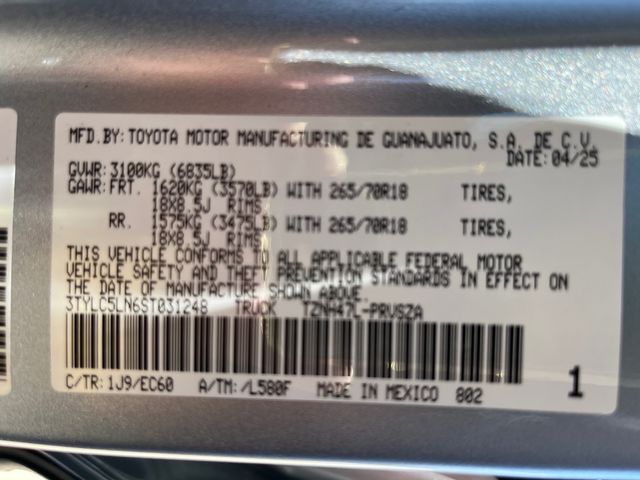 MFD.BY: TOYOTA MOTOR MANUFACTURING DE GUANAJUATO, S.A. DE C.V.
DATE: 04/25
GVWR: 3100KG (6835LB)
GAWR: FRT. 1620KG (3570LB) WITH 265/70R18 TIRES,
18X8.5J RIMS
RR. 1575KG (3475LB) WITH 265/70R18 TIRES,
18X8.5J RIMS
THIS VEHICLE CONFORMS TO ALL APPLICABLE FEDERAL MOTOR
VEHICLE SAFETY AND THEFT PREVENTION STANDARDS IN EFFECT ON
THE DATE OF MANUFACTURE SHOWN ABOVE.
3TYLC5LN6ST031248 TRUCK TZNH47L-PRVSZA
C/TR: 1J9/EC60 A/TM: /L580F MADE IN MEXICO 802 1